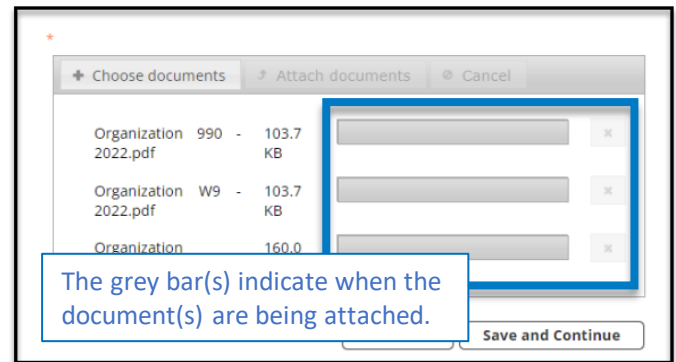 *
+ Choose documents Attach documents Cancel
Organization 990 - 103.7
2022.pdf KB
Organization W9 - 103.7
2022.pdf KB
Organization 160.0
The grey bar(s) indicate when the
document(s) are being attached.
Save and Continue